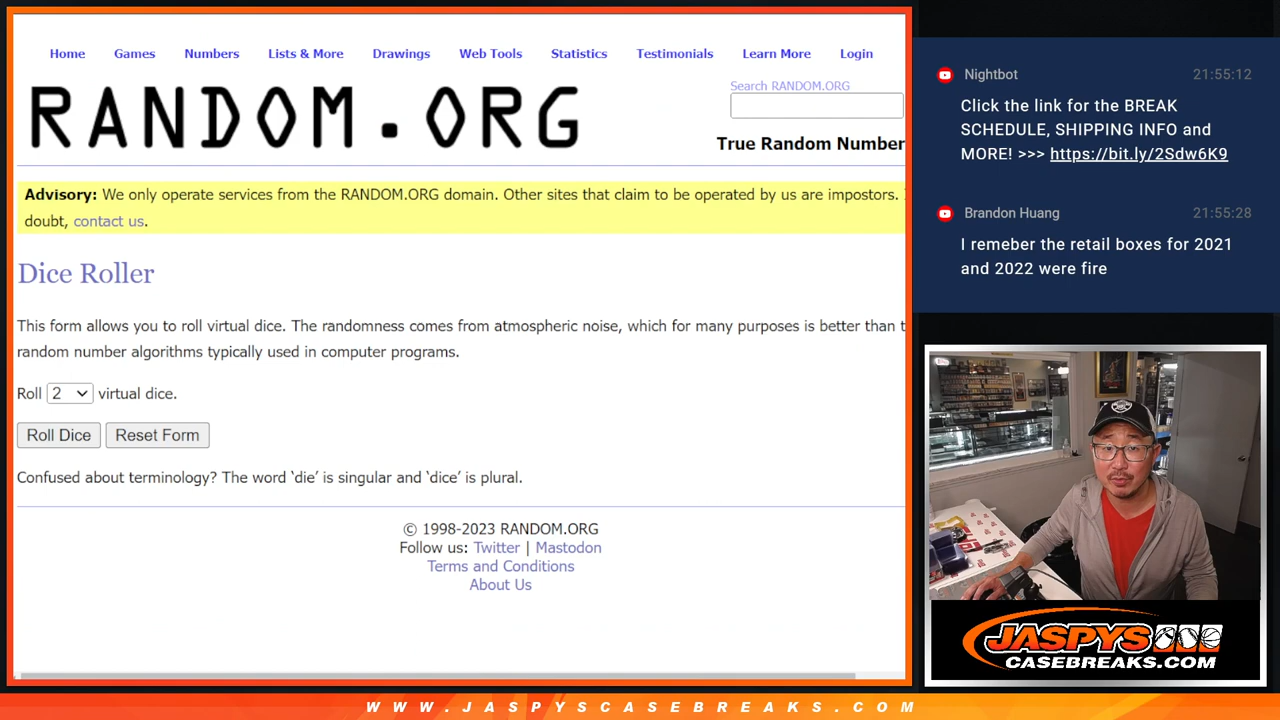 Home Games Numbers Lists & More Drawings Web Tools Statistics Testimonials Learn More Login
RANDOM.ORG
Search RANDOM.ORG
True Random Number
Advisory: We only operate services from the RANDOM.ORG domain. Other sites that claim to be operated by us are impostors.
doubt, contact us.
Dice Roller
This form allows you to roll virtual dice. The randomness comes from atmospheric noise, which for many purposes is better than
random number algorithms typically used in computer programs.
Roll 2 virtual dice.
Roll Dice Reset Form
Confused about terminology? The word ‘die’ is singular and ‘dice’ is plural.
© 1998-2023 RANDOM.ORG
Follow us: Twitter | Mastodon
Terms and Conditions
About Us
Nightbot 21:55:12
Click the link for the BREAK
SCHEDULE, SHIPPING INFO and
MORE! >>> https://bit.ly/2Sdw6K9
Brandon Huang 21:55:28
I remeber the retail boxes for 2021
and 2022 were fire
JASPYS
CASEBREAKS.COM
WWW.JASPYSCASEBREAKS.COM